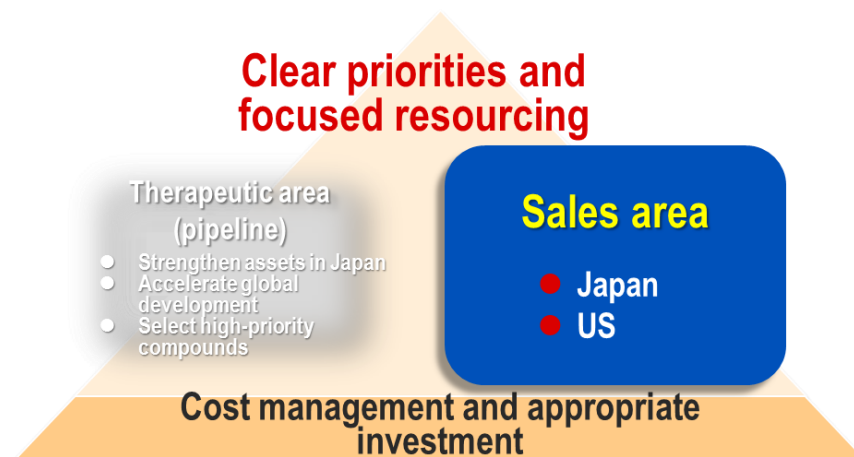 Clear priorities and
focused resourcing
Therapeutic area
(pipeline)
Strengthen assets in Japan
Accelerate global
development
Select high-priority
compounds
Sales area
Japan
US
Cost management and appropriate
investment